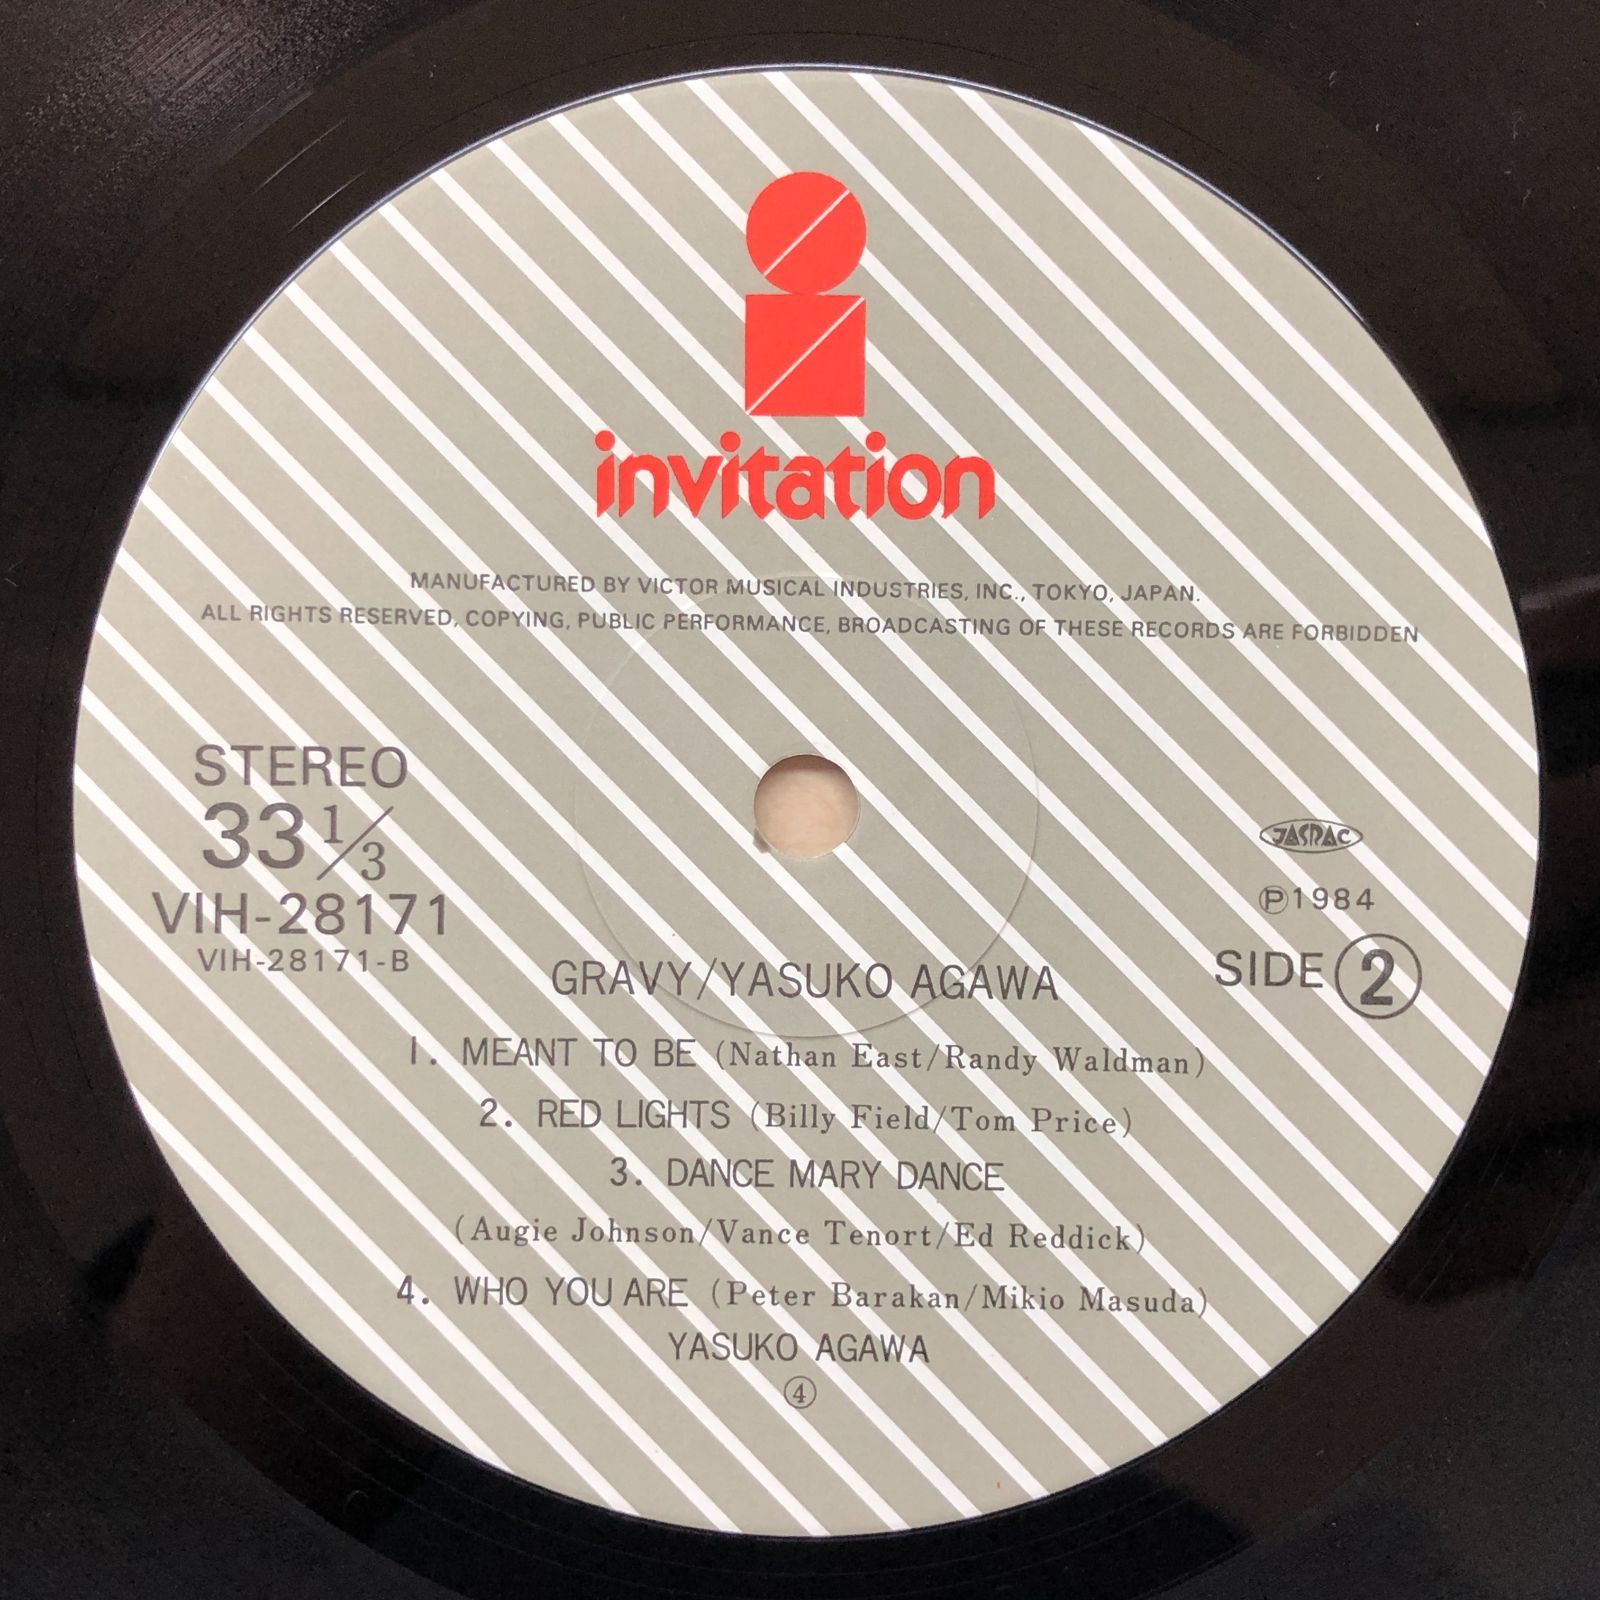 invitation
MANUFACTURED BY VICTOR MUSICAL INDUSTRIES, INC., TOKYO, JAPAN.
ALL RIGHTS RESERVED, COPYING, PUBLIC PERFORMANCE, BROADCASTING OF THESE RECORDS ARE FORBIDDEN
STEREO
33 1/3
VIH-28171
VIH-28171-B
JASRAC
Ⓟ1984
SIDE ②
GRAVY/YASUKO AGAWA
1. MEANT TO BE (Nathan East/Randy Waldman)
2. RED LIGHTS (Billy Field/Tom Price)
3. DANCE MARY DANCE
(Augie Johnson/Vance Tenort/Ed Reddick)
4. WHO YOU ARE (Peter Barakan/Mikio Masuda)
YASUKO AGAWA
④